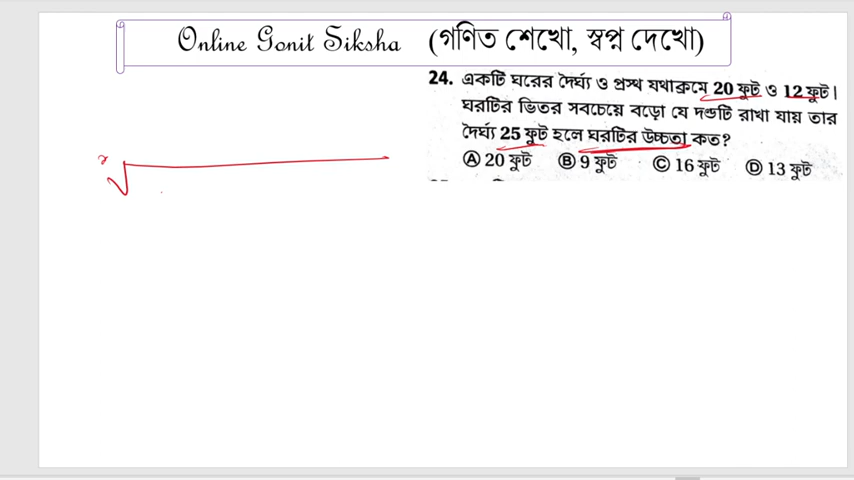 Online Gonit Siksha (গণিত শেখো, স্বপ্ন দেখো)
24. একটি ঘরের দৈর্ঘ্য ও প্রস্থ যথাক্রমে 20 ফুট ও 12 ফুট।
ঘরটির ভিতর সবচেয়ে বড়ো যে দণ্ডটি রাখা যায় তার
দৈর্ঘ্য 25 ফুট হলে ঘরটির উচ্চতা কত?
Ⓐ 20 ফুট Ⓑ 9 ফুট Ⓒ 16 ফুট Ⓓ 13 ফুট